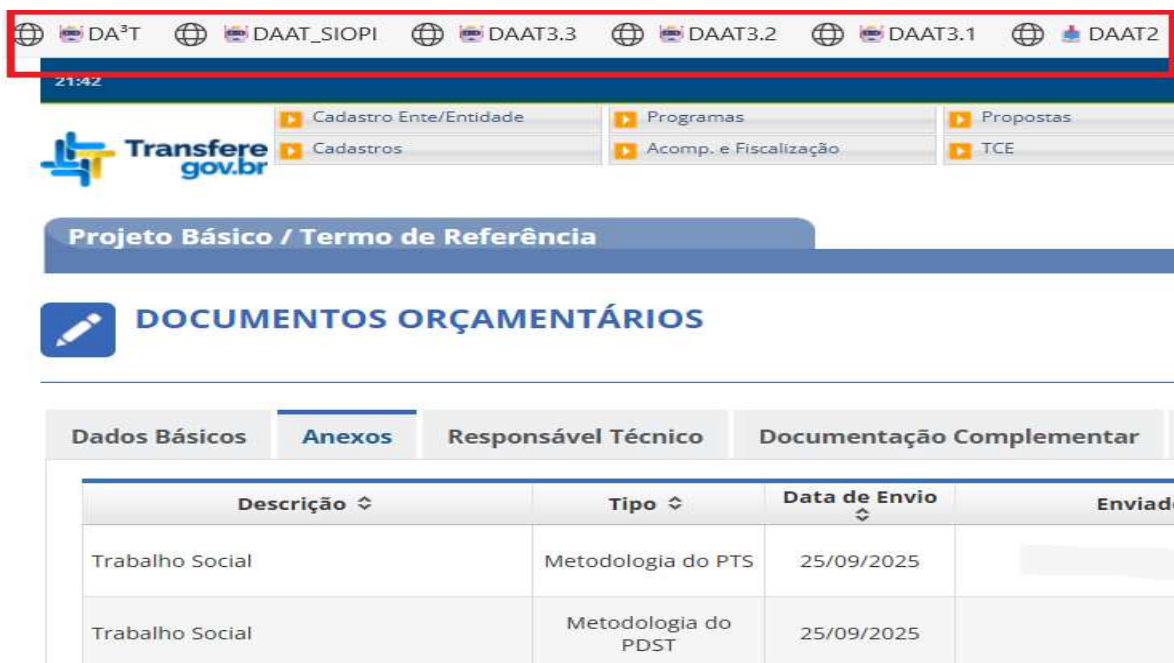 DA³T DAAT_SIOPI DAAT3.3 DAAT3.2 DAAT3.1 DAAT2
21:42
Cadastro Ente/Entidade Programas Propostas
Transfere
gov.br
Cadastros Acomp. e Fiscalização TCE
Projeto Básico / Termo de Referência
DOCUMENTOS ORÇAMENTÁRIOS
Dados Básicos Anexos Responsável Técnico Documentação Complementar
Descrição Tipo Data de Envio Enviad
Trabalho Social Metodologia do PTS 25/09/2025
Trabalho Social Metodologia do PDST 25/09/2025